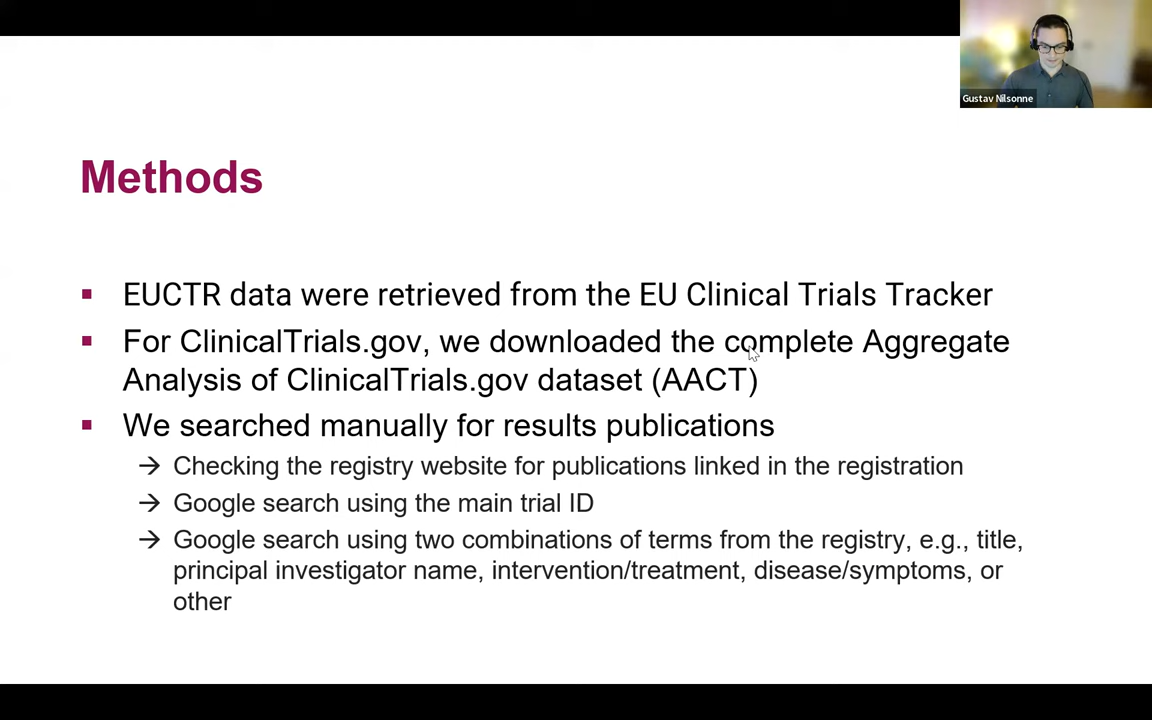 Gustav Nilsonne
Methods
▪ EUCTR data were retrieved from the EU Clinical Trials Tracker
▪ For ClinicalTrials.gov, we downloaded the complete Aggregate
Analysis of ClinicalTrials.gov dataset (AACT)
▪ We searched manually for results publications
→ Checking the registry website for publications linked in the registration
→ Google search using the main trial ID
→ Google search using two combinations of terms from the registry, e.g., title,
principal investigator name, intervention/treatment, disease/symptoms, or
other